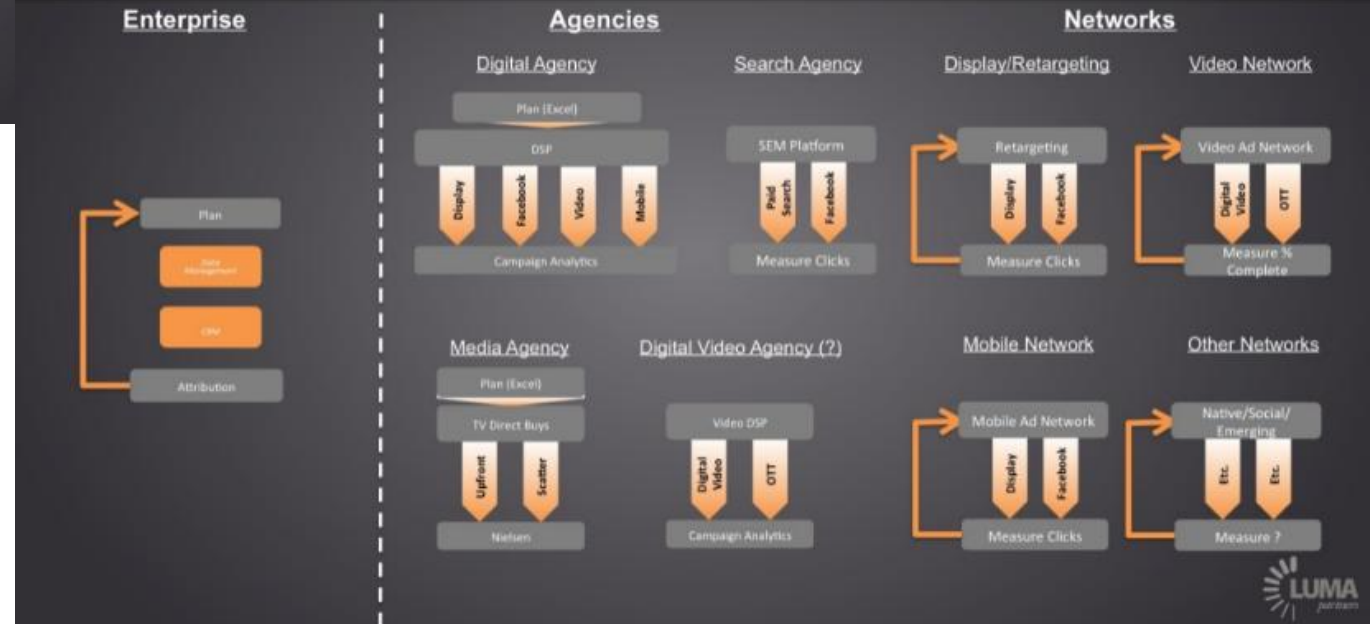 Enterprise
Agencies
Networks
Digital Agency
Search Agency
Display/Retargeting
Video Network
Plan (Excel)
DSP
Display
Facebook
Video
Mobile
Campaign Analytics
SEM Platform
Paid
Search
Facebook
Measure Clicks
Retargeting
Display
Facebook
Measure Clicks
Video Ad Network
Digital
Video
OTT
Measure %
Complete
Plan
Data
Management
CRM
Attribution
Media Agency
Digital Video Agency (?)
Mobile Network
Other Networks
Plan (Excel)
TV Direct Buys
Upfront
Scatter
Nielsen
Video DSP
Digital
Video
OTT
Campaign Analytics
Mobile Ad Network
Display
Facebook
Measure Clicks
Native/Social/
Emerging
Etc.
Etc.
Measure ?
LUMA
partners